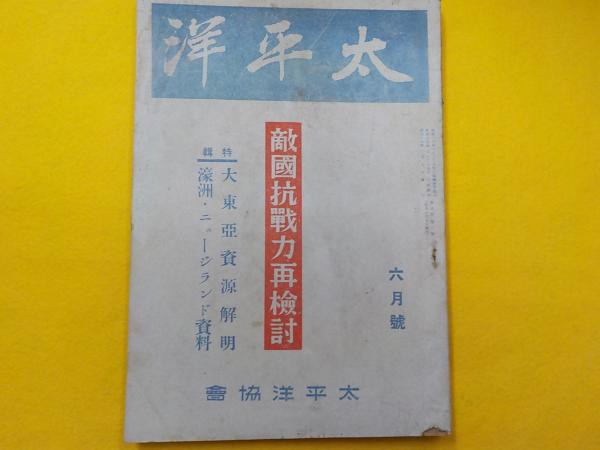 太平洋
六月號
敵國抗戰力再檢討
特輯
大東亞資源解明
濠洲・ニュージランド資料
太平洋協會